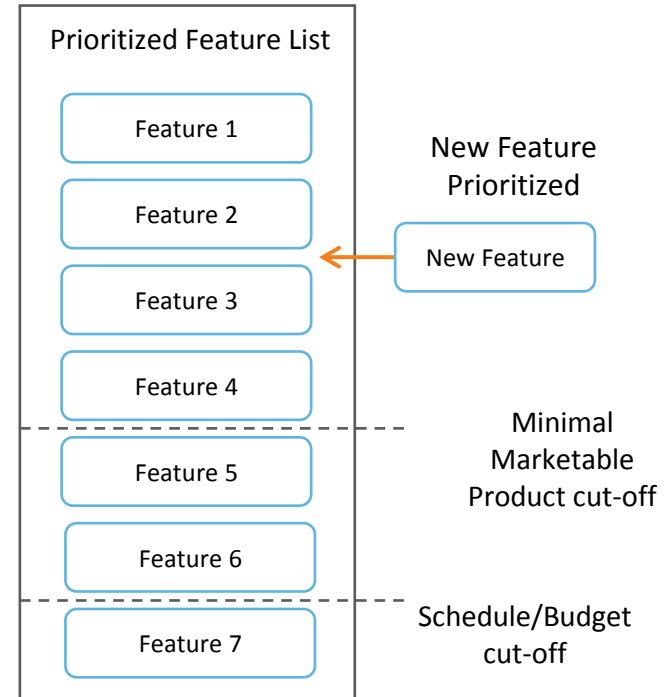 Prioritized Feature List
Feature 1
Feature 2
Feature 3
Feature 4
Feature 5
Feature 6
Feature 7
New Feature
Prioritized
New Feature
Minimal
Marketable
Product cut-off
Schedule/Budget
cut-off